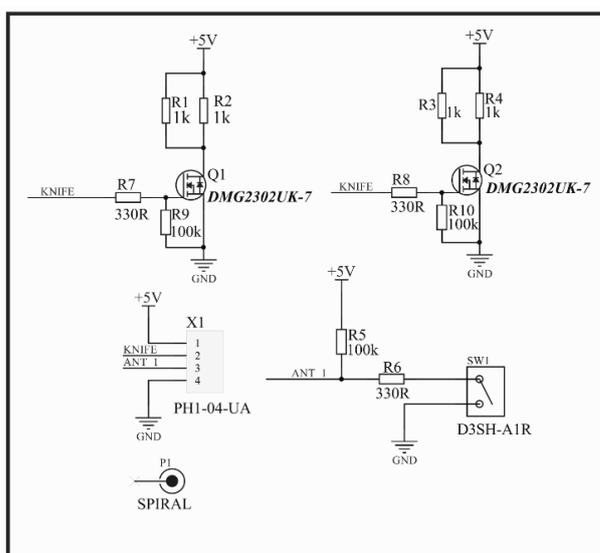 +5V
R1
1k
R2
1k
Q1
DMG2302UK-7
KNIFE
R7
330R
R9
100k
GND
+5V
R3
1k
R4
1k
Q2
DMG2302UK-7
KNIFE
R8
330R
R10
100k
GND
+5V
X1
KNIFE
ANT 1
1
2
3
4
GND
PH1-04-UA
+5V
R5
100k
ANT 1
R6
330R
SW1
D3SH-A1R
GND
P1
SPIRAL